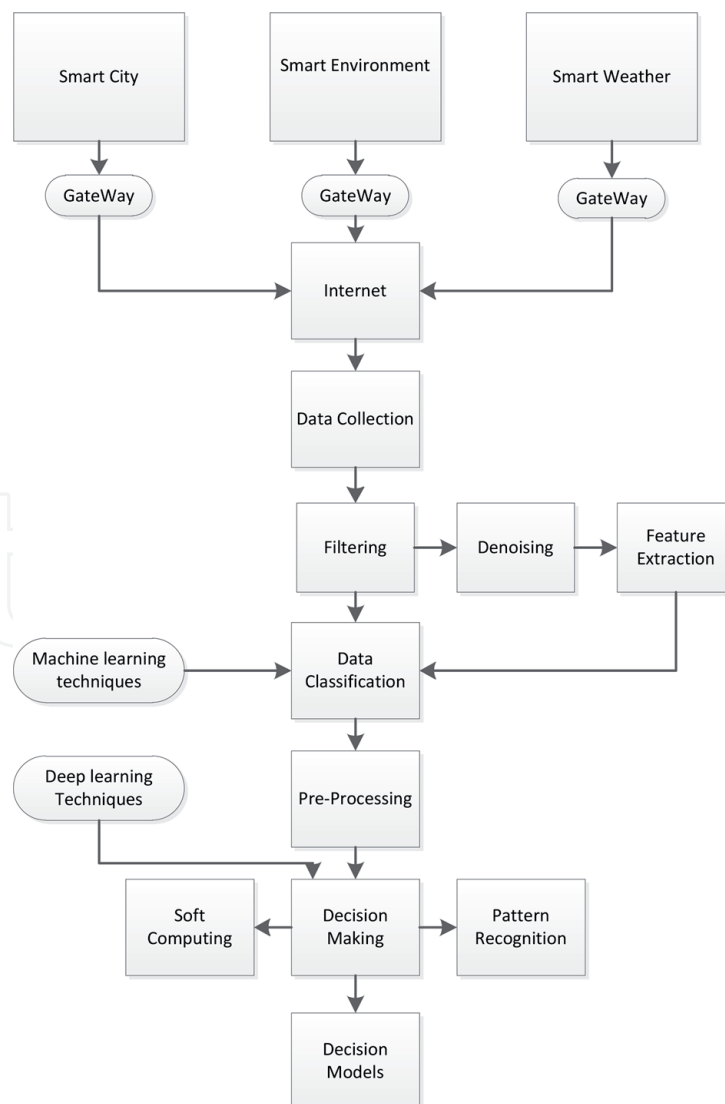 Smart City
Smart Environment
Smart Weather
GateWay
GateWay
GateWay
Internet
Data Collection
Filtering
Denoising
Feature
Extraction
Machine learning
techniques
Data
Classification
Deep learning
Techniques
Pre-Processing
Soft
Computing
Decision
Making
Pattern
Recognition
Decision
Models